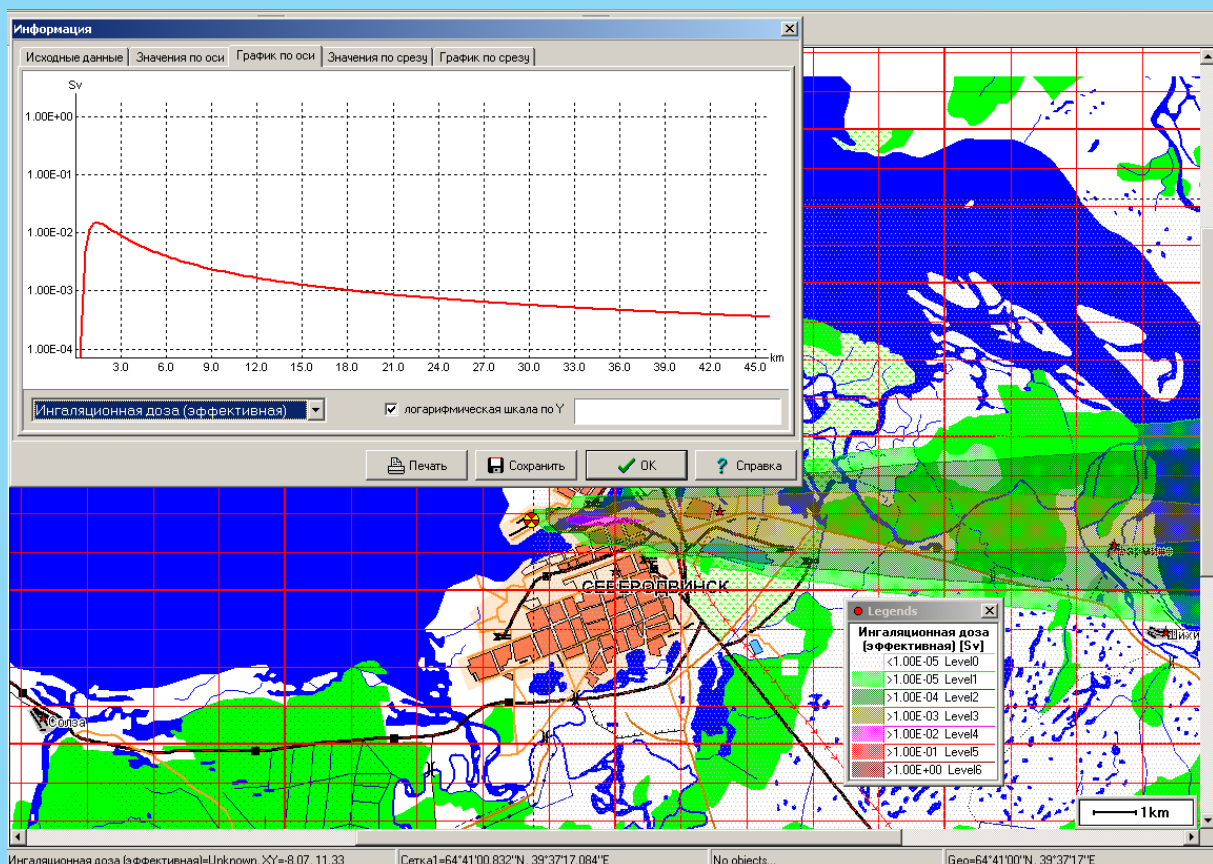 Информация
Исходные данные Значения по оси График по оси Значения по срезу График по срезу
Sv
1.00E+00
1.00E-01
1.00E-02
1.00E-03
1.00E-04
3.0 6.0 9.0 12.0 15.0 18.0 21.0 24.0 27.0 30.0 33.0 36.0 39.0 42.0 45.0 km
Ингаляционная доза (эффективная)
логарифмическая шкала по Y
Печать Сохранить OK ? Справка
СЕВЕРОДВИНСК
Солза
Legends
Ингаляционная доза
(эффективная) [Sv]
<1.00E-05 Level0
>1.00E-05 Level1
>1.00E-04 Level2
>1.00E-03 Level3
>1.00E-02 Level4
>1.00E-01 Level5
>1.00E+00 Level6
1km
Ингаляционная доза (эффективная)=Unknown XY=-8.07, 11.33
Сетка1=64°41'00.832"N, 39°37'17.084"E
No objects...
Geo=64°41'00"N, 39°37'17"E